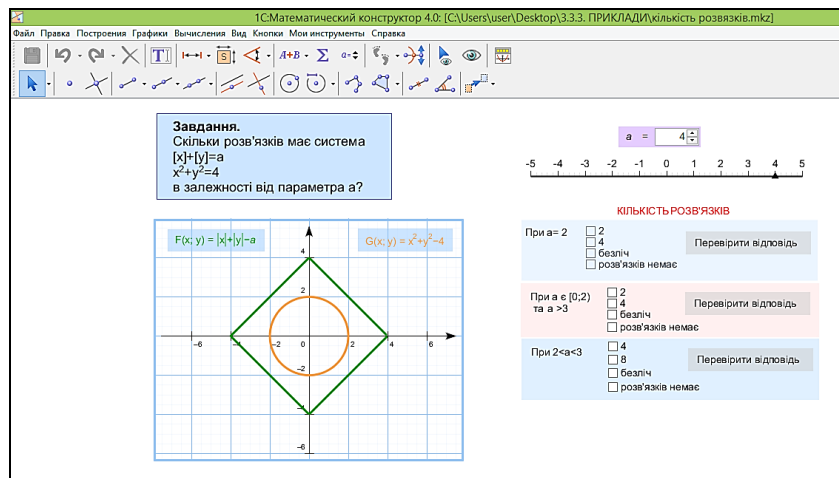 1С:Математический конструктор 4.0: [C:\Users\user\Desktop\3.3.3. ПРИКЛАДИ\кількість розвязків.mkz]
Файл Правка Построения Графики Вычисления Вид Кнопки Мои инструменты Справка
T S A+B Σ a=
Завдання.
Скільки розв'язків має система
[x]+[y]=a
x²+y²=4
в залежності від параметра а?
a = 4
-5 -4 -3 -2 -1 0 1 2 3 4 5
F(x; y) = |x|+|y|−a
G(x; y) = x²+y²−4
4
2
−6 −4 −2 0 2 4 6
−2
−4
−6
КІЛЬКІСТЬ РОЗВ'ЯЗКІВ
При а= 2
2
4
безліч
розв'язків немає
Перевірити відповідь
При а є [0;2)
та а >3
2
4
безліч
розв'язків немає
Перевірити відповідь
При 2<a<3
4
8
безліч
розв'язків немає
Перевірити відповідь